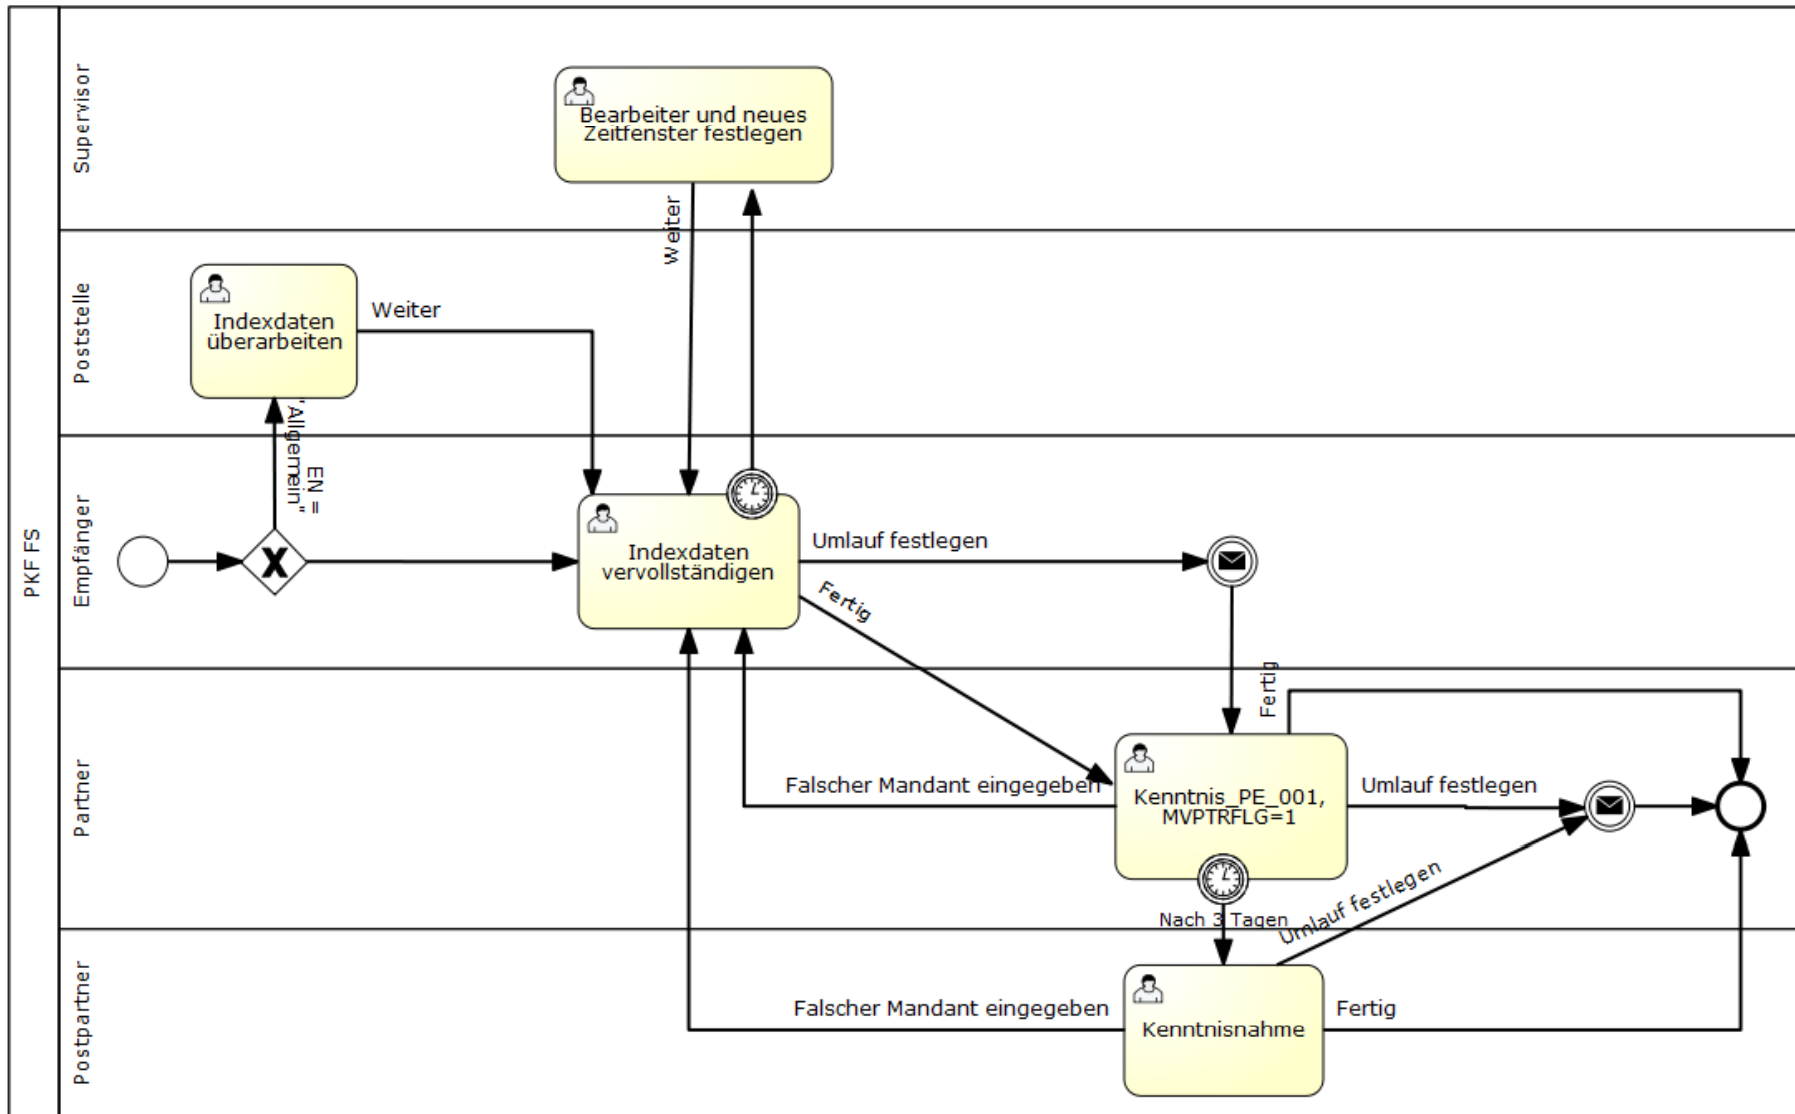 PKF FS
Supervisor
Bearbeiter und neues
Zeitfenster festlegen
Weiter
Poststelle
Indexdaten
überarbeiten
Weiter
EN =
"Allgemein"
Empfänger
Indexdaten
vervollständigen
Umlauf festlegen
Fertig
Partner
Fertig
Falscher Mandant eingegeben
Kenntnis_PE_001,
MVPTRFLG=1
Umlauf festlegen
Nach 3 Tagen
Umlauf festlegen
Postpartner
Falscher Mandant eingegeben
Kenntnisnahme
Fertig